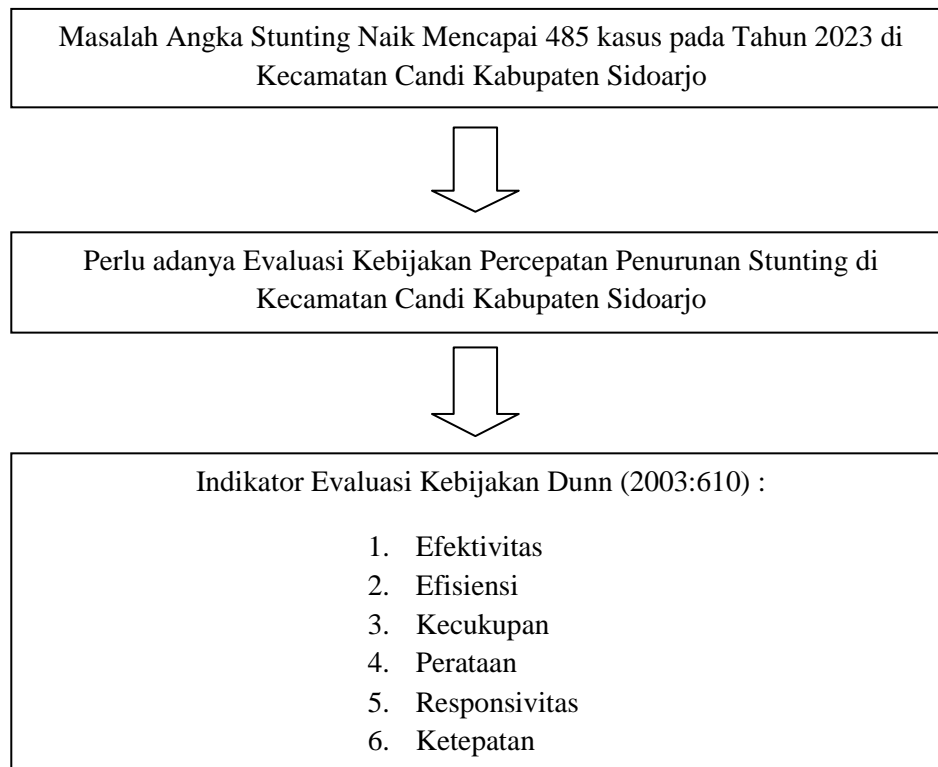 Masalah Angka Stunting Naik Mencapai 485 kasus pada Tahun 2023 di
Kecamatan Candi Kabupaten Sidoarjo
Perlu adanya Evaluasi Kebijakan Percepatan Penurunan Stunting di
Kecamatan Candi Kabupaten Sidoarjo
Indikator Evaluasi Kebijakan Dunn (2003:610) :
1. Efektivitas
2. Efisiensi
3. Kecukupan
4. Perataan
5. Responsivitas
6. Ketepatan